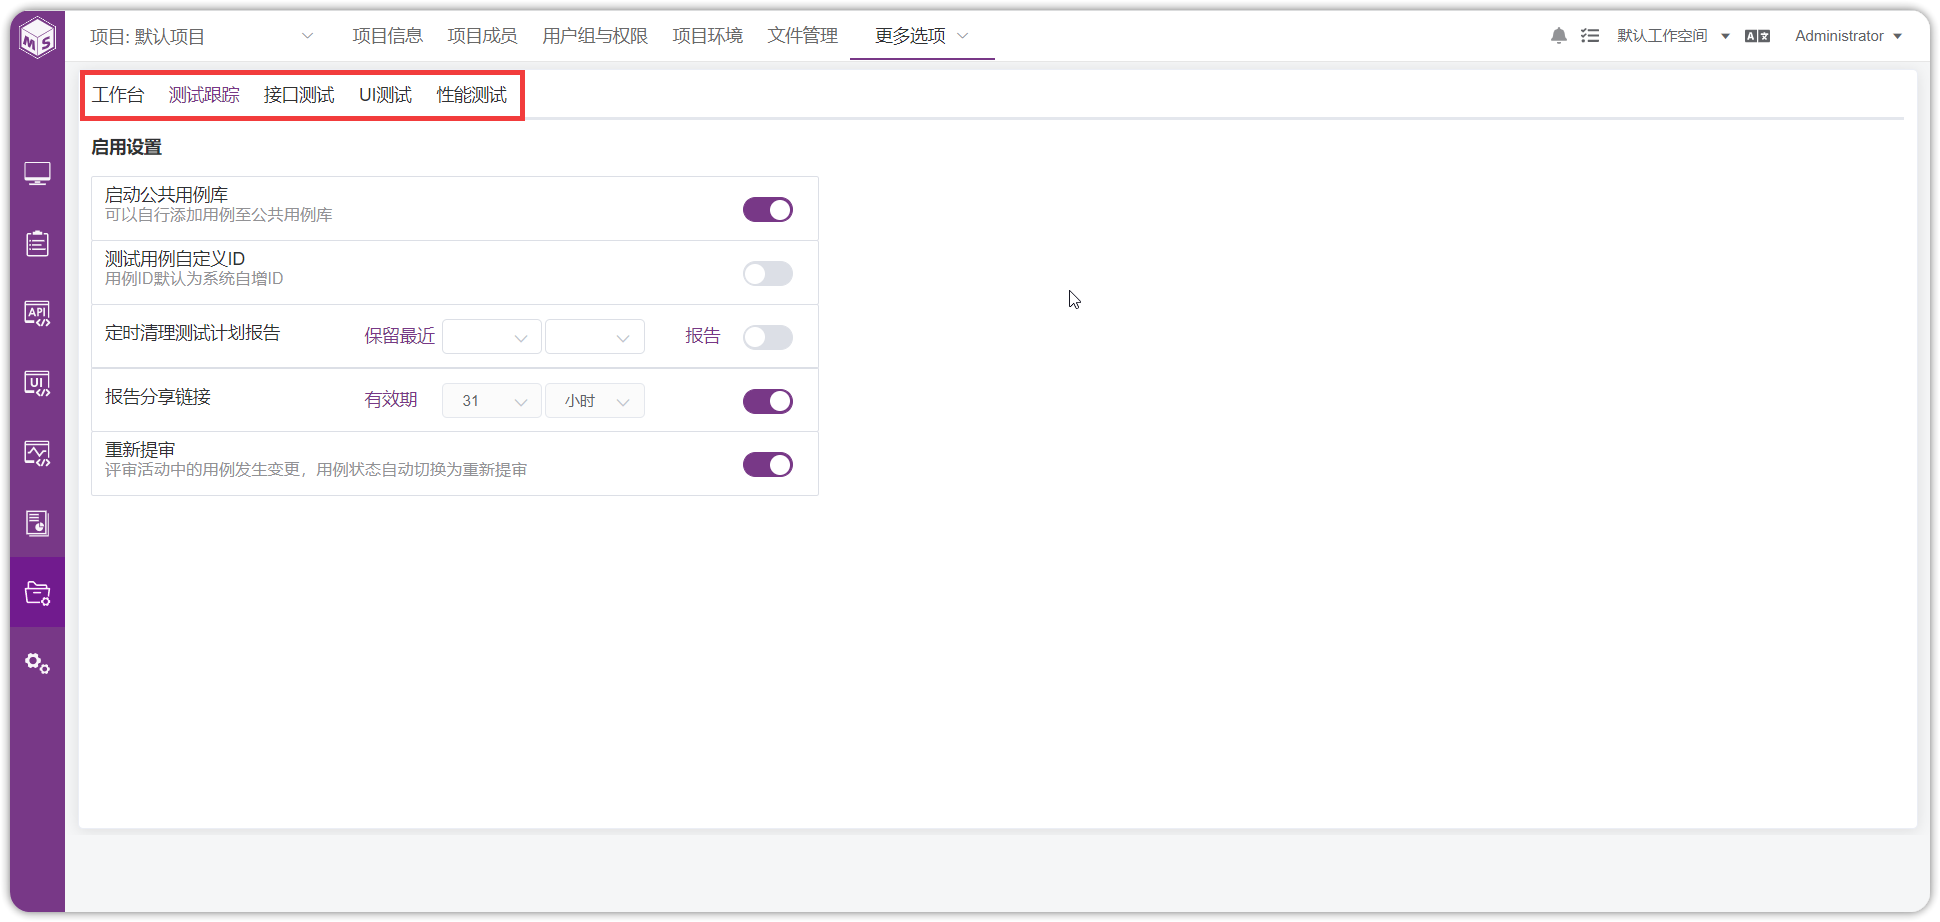 MS
项目: 默认项目 项目信息 项目成员 用户组与权限 项目环境 文件管理 更多选项 默认工作空间 A文 Administrator
工作台 测试跟踪 接口测试 UI测试 性能测试
启用设置
启动公共用例库
可以自行添加用例至公共用例库
测试用例自定义ID
用例ID默认为系统自增ID
定时清理测试计划报告 保留最近 报告
报告分享链接 有效期 31 小时
重新提审
评审活动中的用例发生变更，用例状态自动切换为重新提审
API
UI